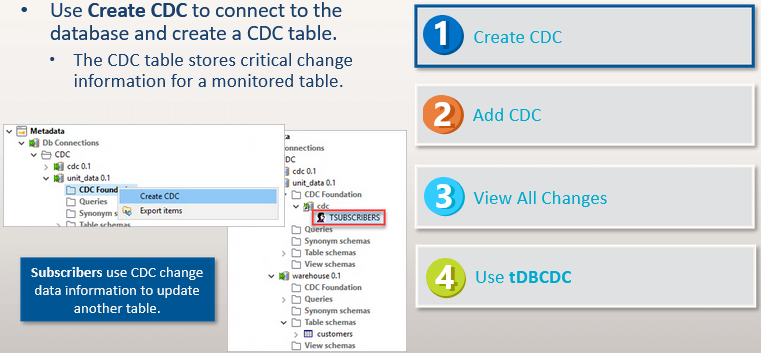 • Use Create CDC to connect to the
database and create a CDC table.
• The CDC table stores critical change
information for a monitored table.
Metadata
Db Connections
CDC
cdc 0.1
unit_data 0.1
CDC
Create CDC
Queries
Synonym
Export items
Table schemas
Subscribers use CDC change
data information to update
another table.
DC
cdc 0.1
unit_data 0.1
CDC Foundation
cdc
TSUBSCRIBERS
Queries
Synonym schemas
Table schemas
View schemas
warehouse 0.1
CDC Foundation
Queries
Synonym schemas
Table schemas
customers
View schemas
1 Create CDC
2 Add CDC
3 View All Changes
4 Use tDBCDC